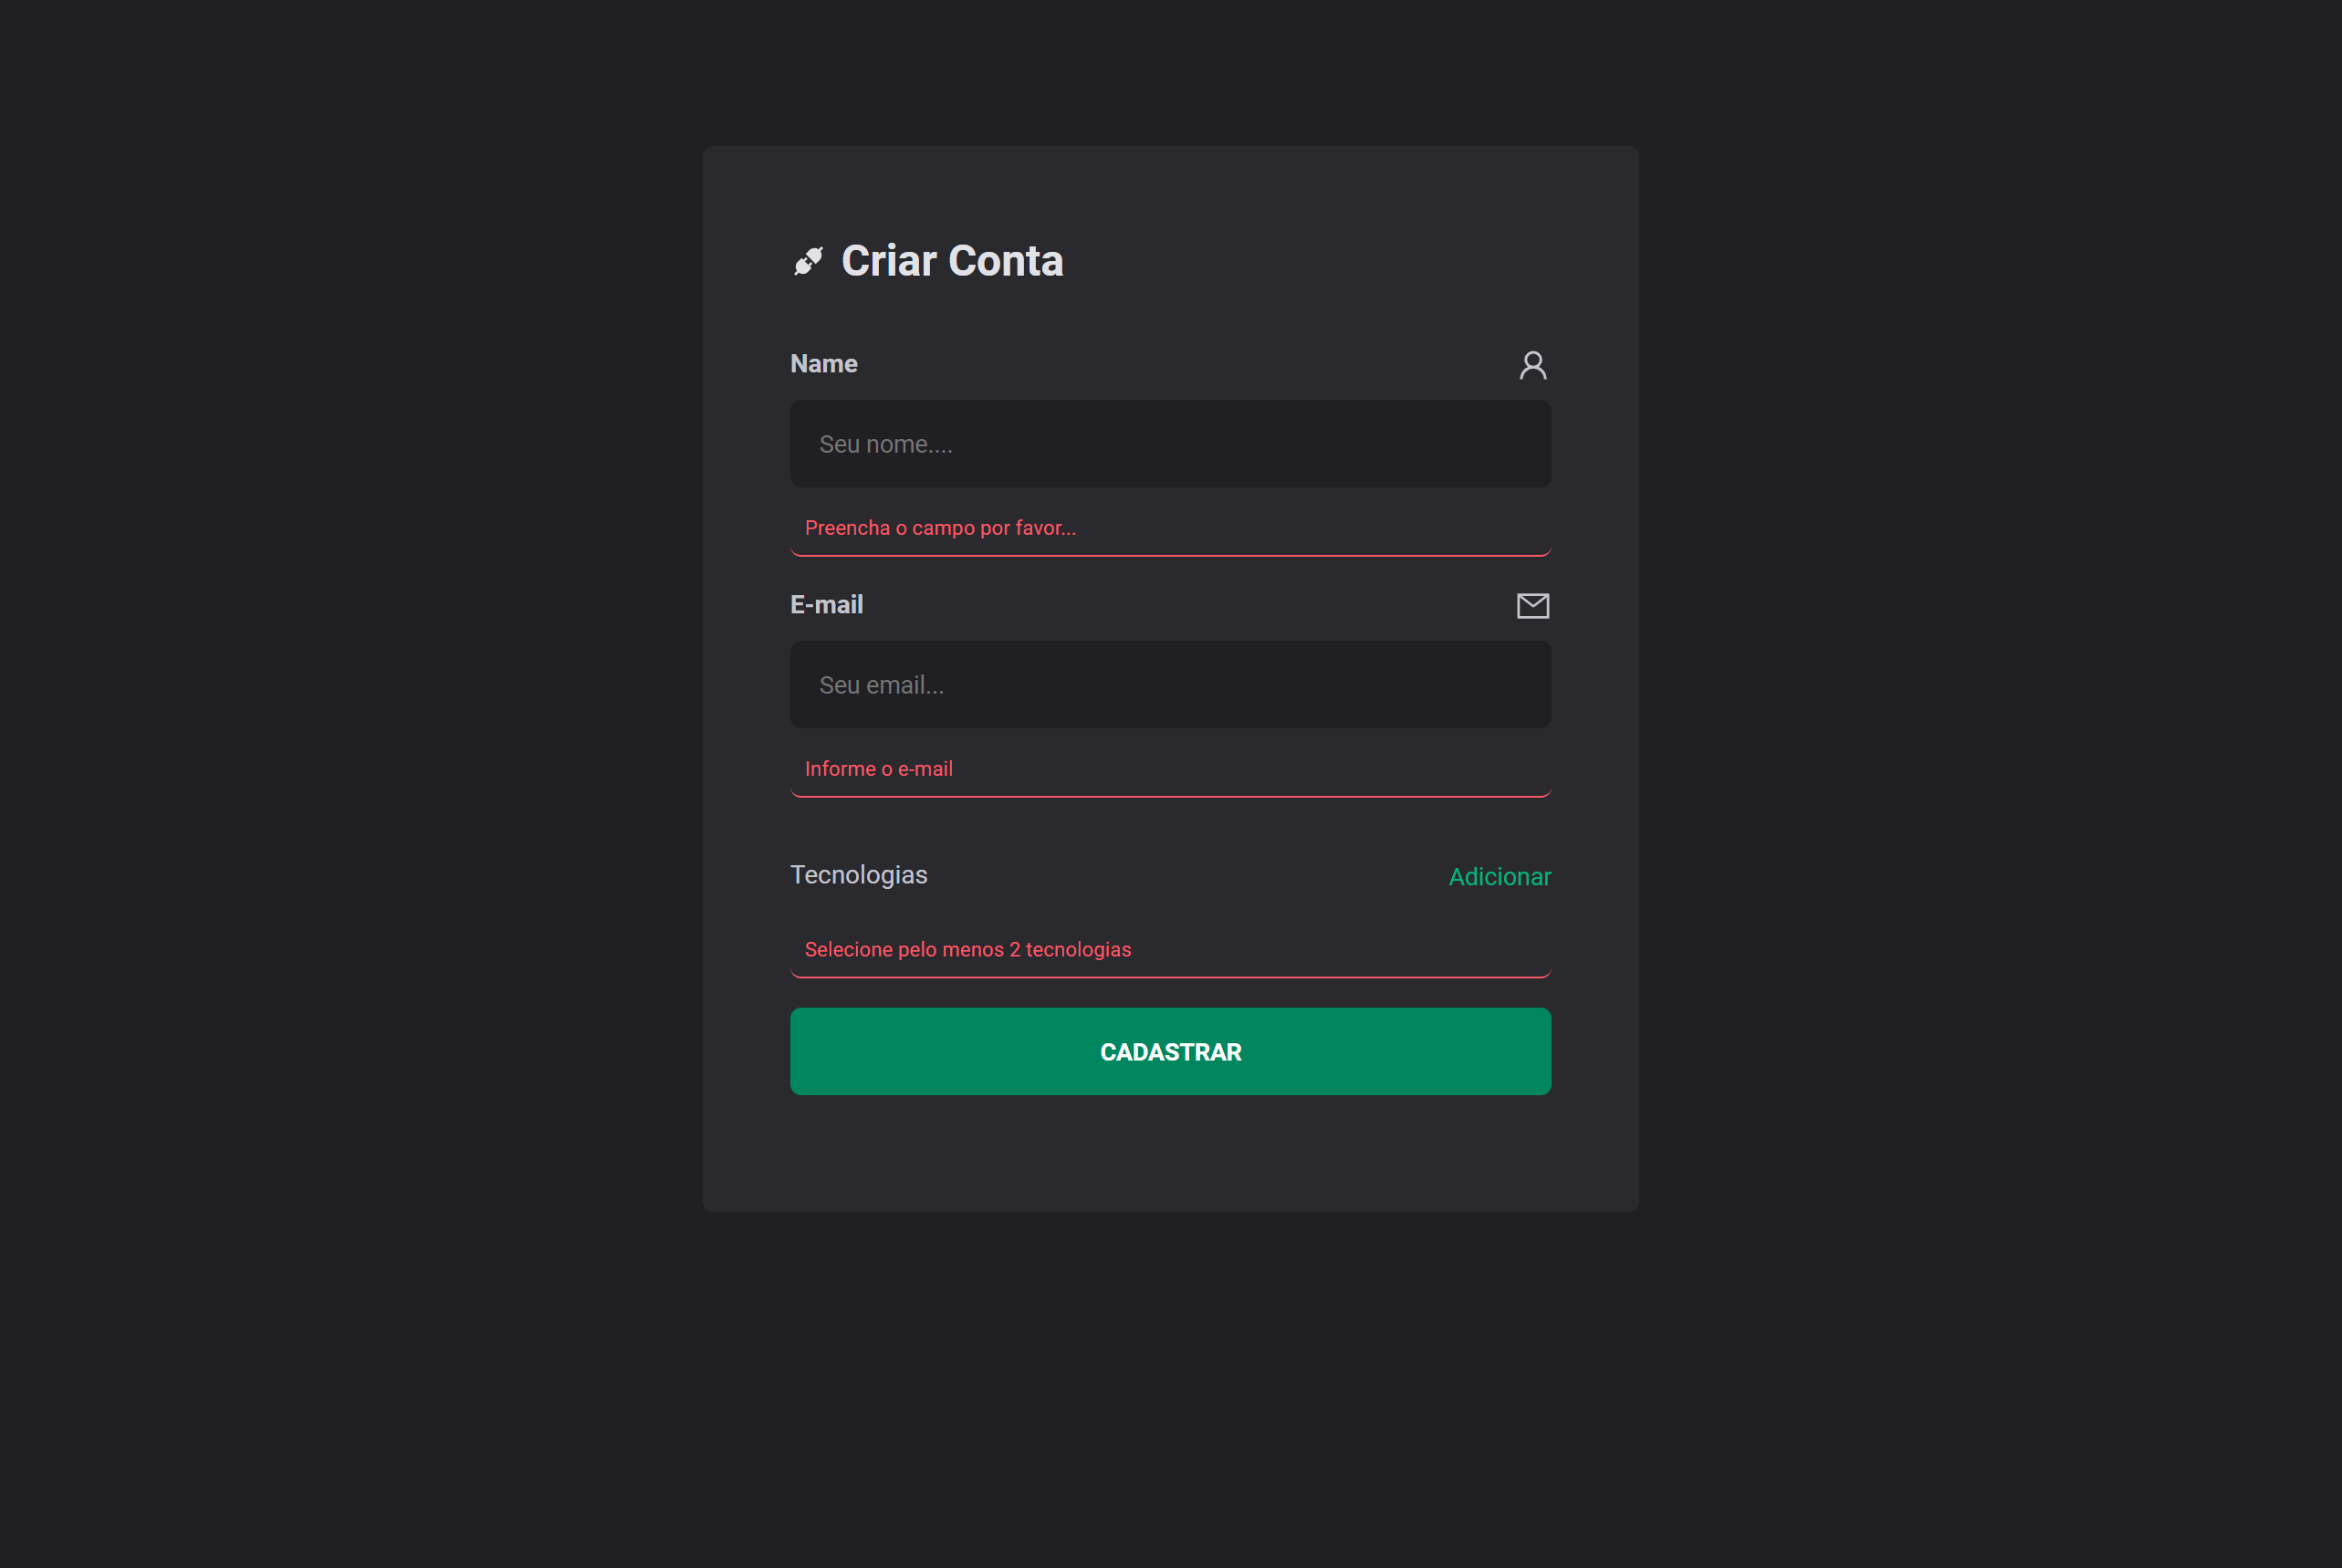 Criar Conta
Name
Seu nome....
Preencha o campo por favor...
E-mail
Seu email...
Informe o e-mail
Tecnologias
Adicionar
Selecione pelo menos 2 tecnologias
CADASTRAR